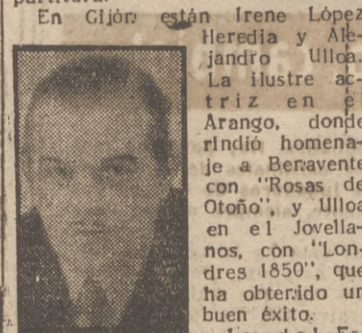 En Gijón están Irene López
Heredia y Ale-
jandro Ulloa.
La ilustre ac-
triz en el
Arango, donde
rindió homena-
je a Benavente
con "Rosas de
Otoño", y Ulloa
en el Jovella-
nos, con "Lon-
dres 1850", que
ha obtenido un
buen éxito.